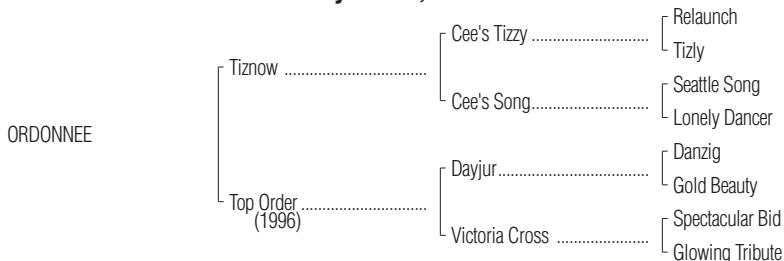 Relaunch
Cee's Tizzy
Tizly
Tiznow
Seattle Song
Cee's Song
Lonely Dancer
ORDONNEE
Danzig
Dayjur
Gold Beauty
Top Order
(1996)
Spectacular Bid
Victoria Cross
Glowing Tribute